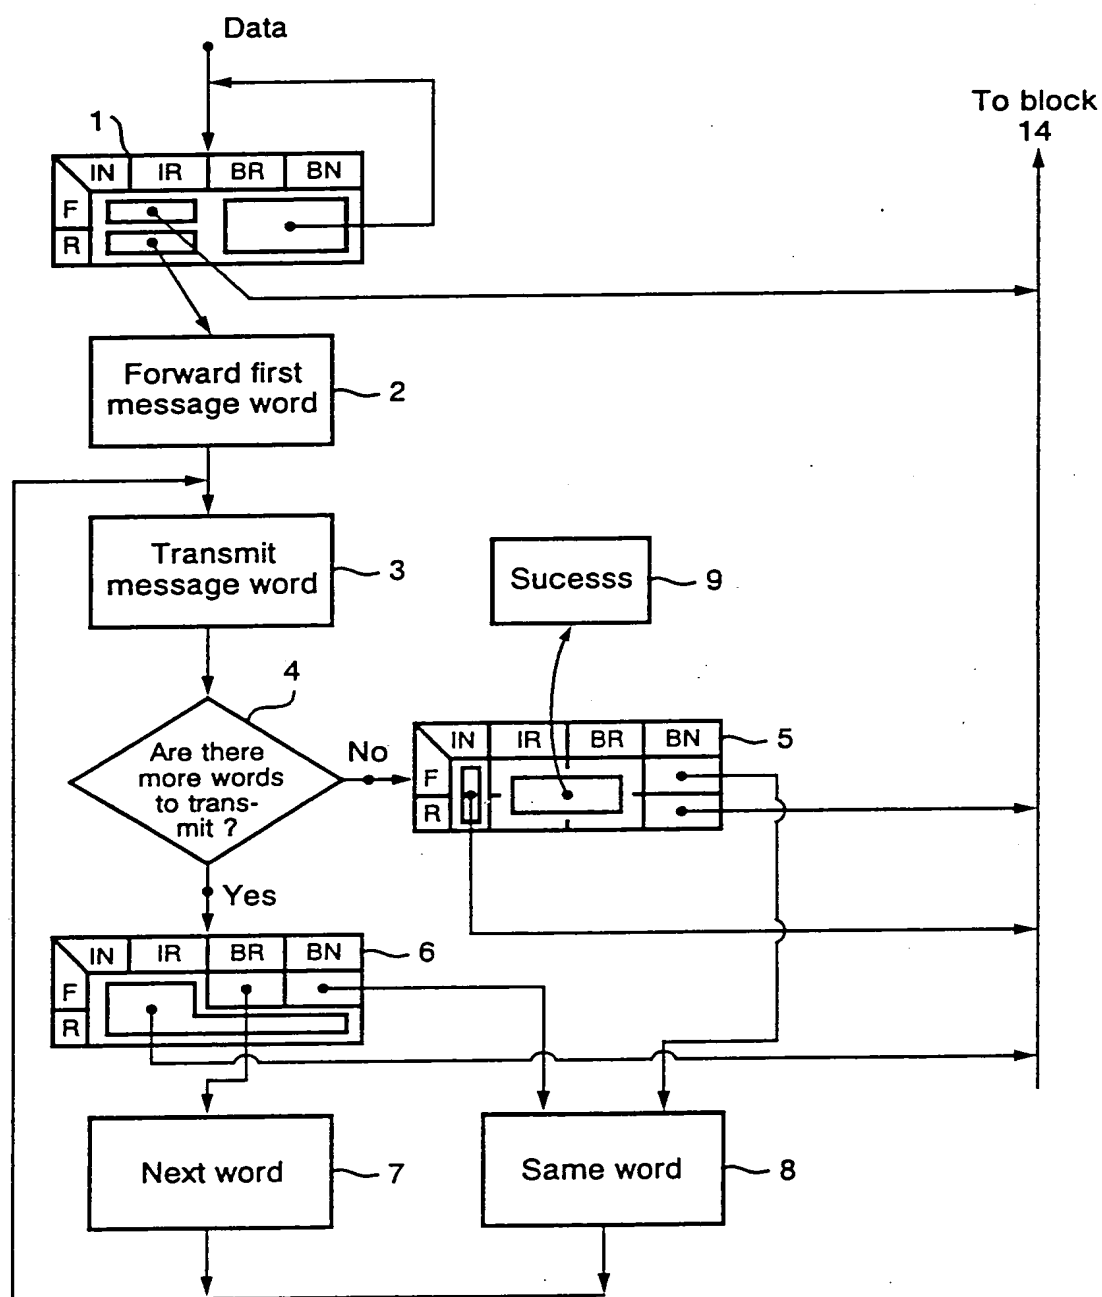 Data
To block
14
1
IN IR BR BN
F
R
Forward first
message word
2
Transmit
message word
3
Sucesss
9
4
Are there
more words
to trans-
mit ?
No
IN IR BR BN
5
F
R
Yes
IN IR BR BN
6
F
R
Next word
7
Same word
8